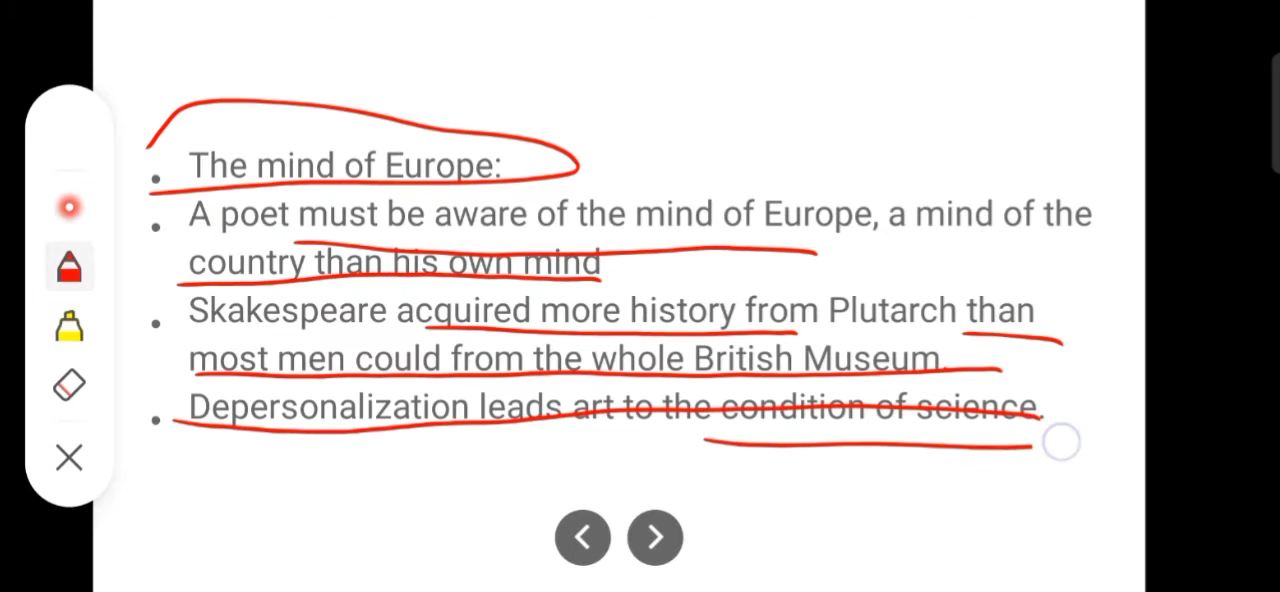 • The mind of Europe:
• A poet must be aware of the mind of Europe, a mind of the
country than his own mind
• Skakespeare acquired more history from Plutarch than
most men could from the whole British Museum.
• Depersonalization leads art to the condition of science.